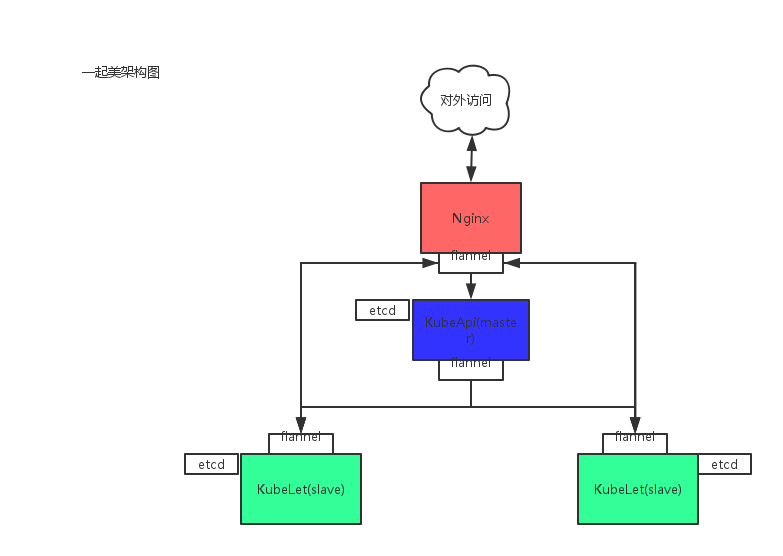 一起美架构图
对外访问
Nginx
flannel
etcd
KubeApi(maste
r)
flannel
flannel
flannel
etcd
KubeLet(slave)
KubeLet(slave)
etcd